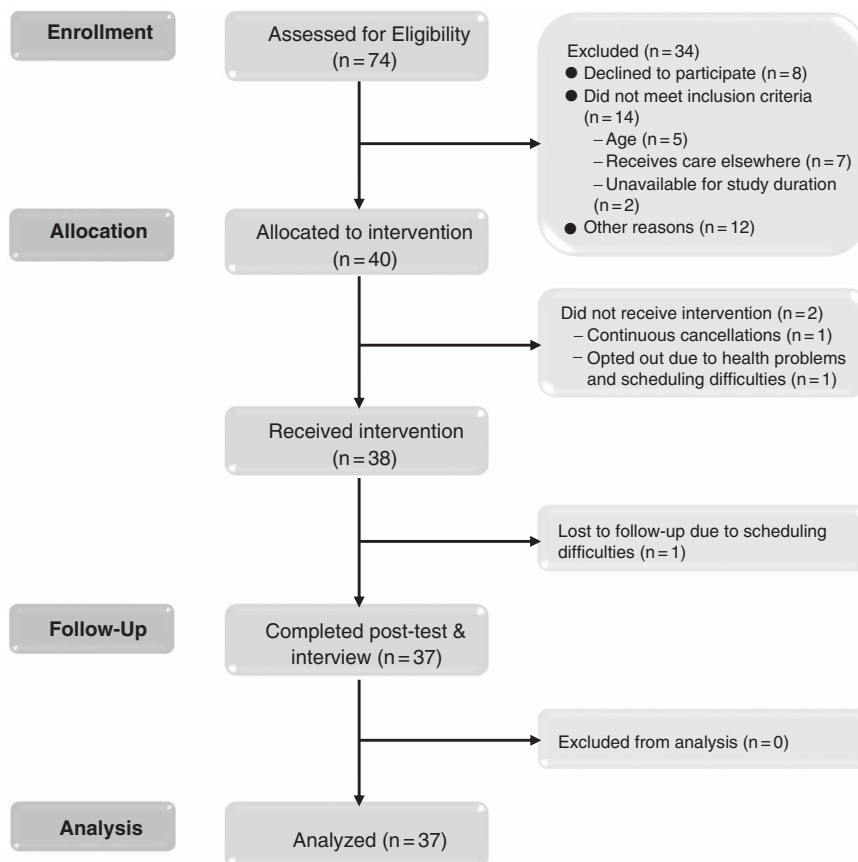 Enrollment
Assessed for Eligibility
(n = 74)
Excluded (n = 34)
● Declined to participate (n = 8)
● Did not meet inclusion criteria
(n = 14)
– Age (n = 5)
– Receives care elsewhere (n = 7)
– Unavailable for study duration
(n = 2)
● Other reasons (n = 12)
Allocation
Allocated to intervention
(n = 40)
Did not receive intervention (n = 2)
– Continuous cancellations (n = 1)
– Opted out due to health problems
and scheduling difficulties (n = 1)
Received intervention
(n = 38)
Lost to follow-up due to scheduling
difficulties (n = 1)
Follow-Up
Completed post-test &
interview (n = 37)
Excluded from analysis (n = 0)
Analysis
Analyzed (n = 37)